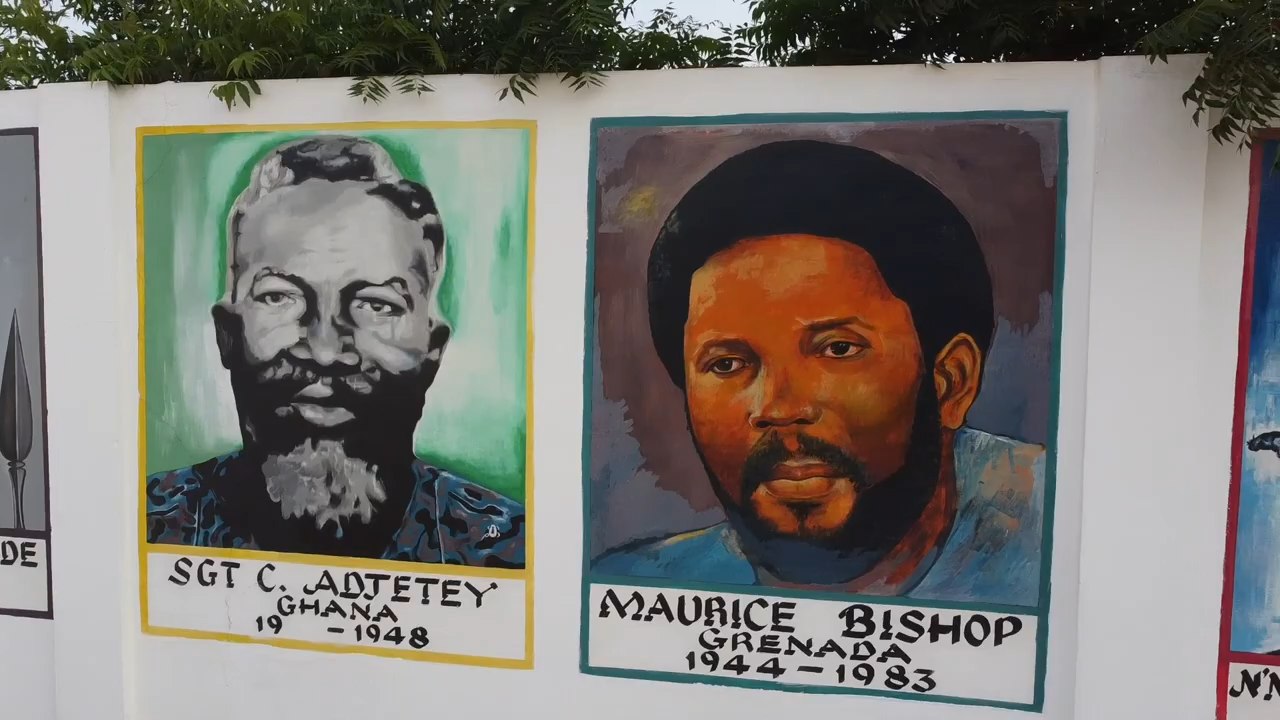 DE
SGT C. ADJETEY
GHANA
19 -1948
MAURICE BISHOP
GRENADA
1944-1983
N'N